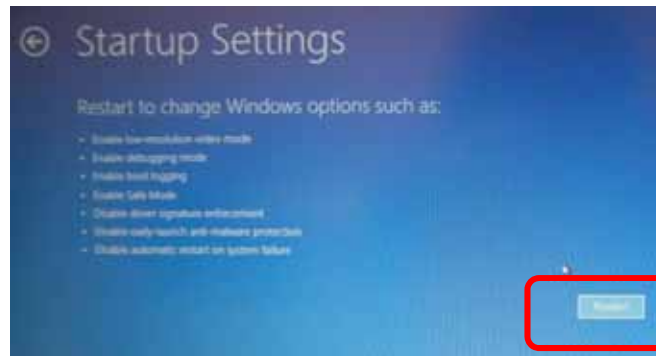 Startup Settings
Restart to change Windows options such as:
Enable low-resolution video mode
Enable debugging mode
Enable boot logging
Enable Safe Mode
Disable driver signature enforcement
Disable early-launch anti-malware protection
Disable automatic restart on system failure
Restart